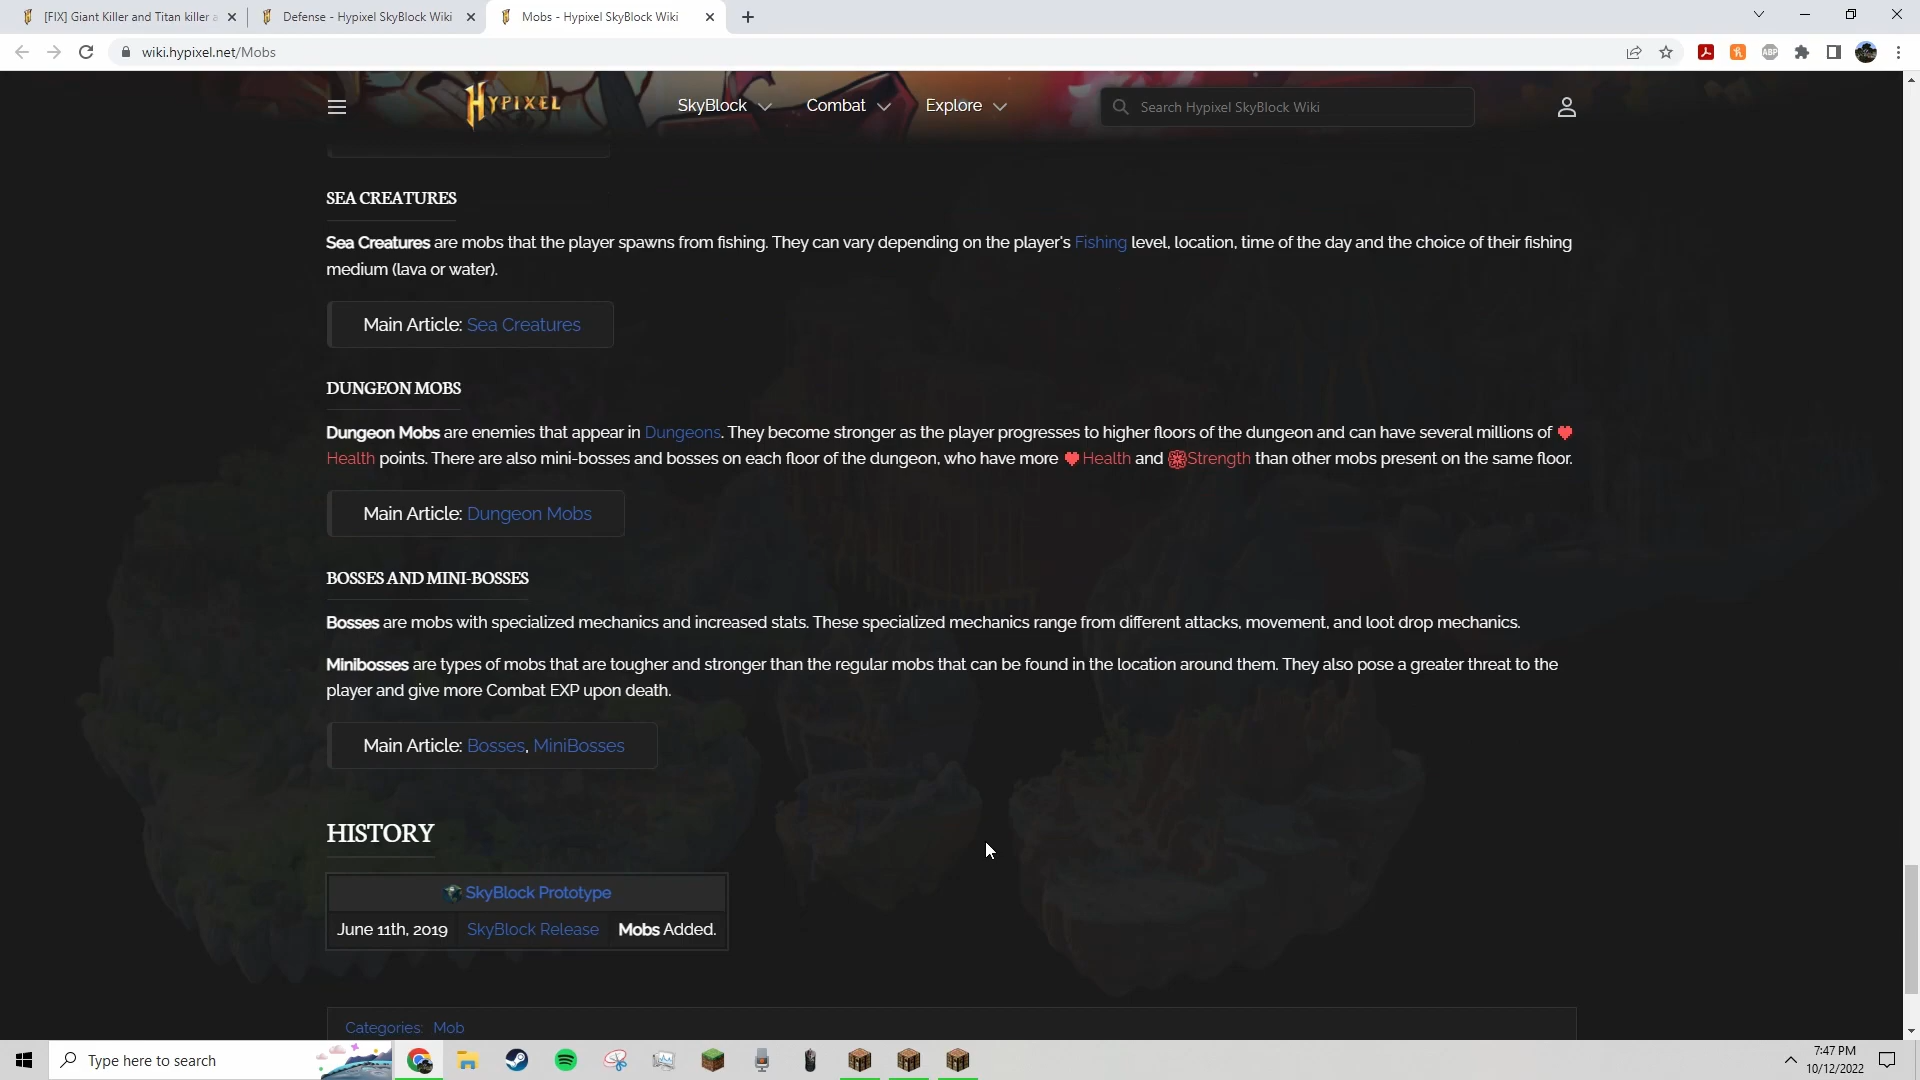 [FIX] Giant Killer and Titan killer a
Defense - Hypixel SkyBlock Wiki
Mobs - Hypixel SkyBlock Wiki
wiki.hypixel.net/Mobs
ABP
HYPIXEL
SkyBlock
Combat
Explore
Search Hypixel SkyBlock Wiki
SEA CREATURES
Sea Creatures are mobs that the player spawns from fishing. They can vary depending on the player's Fishing level, location, time of the day and the choice of their fishing
medium (lava or water).
Main Article: Sea Creatures
DUNGEON MOBS
Dungeon Mobs are enemies that appear in Dungeons. They become stronger as the player progresses to higher floors of the dungeon and can have several millions of ❤
Health points. There are also mini-bosses and bosses on each floor of the dungeon, who have more ❤ Health and ❁Strength than other mobs present on the same floor.
Main Article: Dungeon Mobs
BOSSES AND MINI-BOSSES
Bosses are mobs with specialized mechanics and increased stats. These specialized mechanics range from different attacks, movement, and loot drop mechanics.
Minibosses are types of mobs that are tougher and stronger than the regular mobs that can be found in the location around them. They also pose a greater threat to the
player and give more Combat EXP upon death.
Main Article: Bosses, MiniBosses
HISTORY
SkyBlock Prototype
June 11th, 2019 SkyBlock Release Mobs Added.
Categories: Mob
Type here to search
7:47 PM
10/12/2022